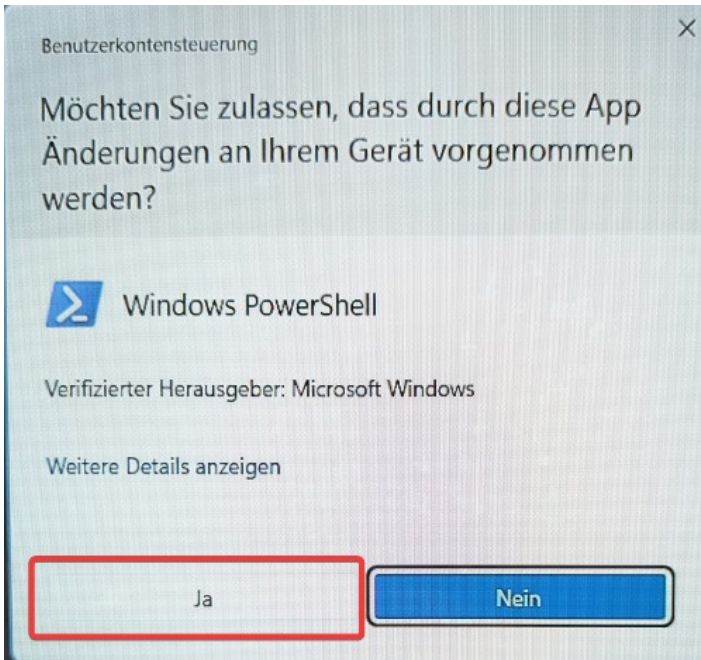 Benutzerkontensteuerung
Möchten Sie zulassen, dass durch diese App
Änderungen an Ihrem Gerät vorgenommen
werden?
Windows PowerShell
Verifizierter Herausgeber: Microsoft Windows
Weitere Details anzeigen
Ja
Nein